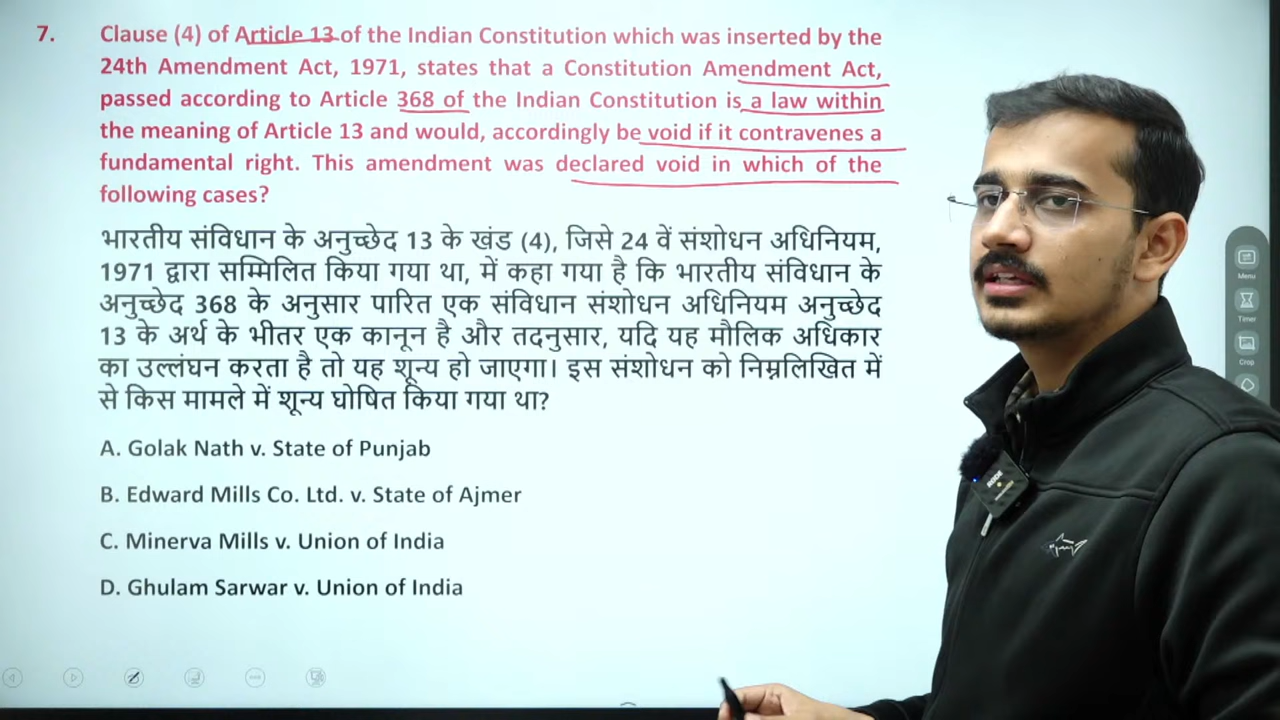 7. Clause (4) of Article 13 of the Indian Constitution which was inserted by the
24th Amendment Act, 1971, states that a Constitution Amendment Act,
passed according to Article 368 of the Indian Constitution is a law within
the meaning of Article 13 and would, accordingly be void if it contravenes a
fundamental right. This amendment was declared void in which of the
following cases?
भारतीय संविधान के अनुच्छेद 13 के खंड (4), जिसे 24 वें संशोधन अधिनियम,
1971 द्वारा सम्मिलित किया गया था, में कहा गया है कि भारतीय संविधान के
अनुच्छेद 368 के अनुसार पारित एक संविधान संशोधन अधिनियम अनुच्छेद
13 के अर्थ के भीतर एक कानून है और तदनुसार, यदि यह मौलिक अधिकार
का उल्लंघन करता है तो यह शून्य हो जाएगा। इस संशोधन को निम्नलिखित में
से किस मामले में शून्य घोषित किया गया था?
A. Golak Nath v. State of Punjab
B. Edward Mills Co. Ltd. v. State of Ajmer
C. Minerva Mills v. Union of India
D. Ghulam Sarwar v. Union of India
Menu
Timer
Crop